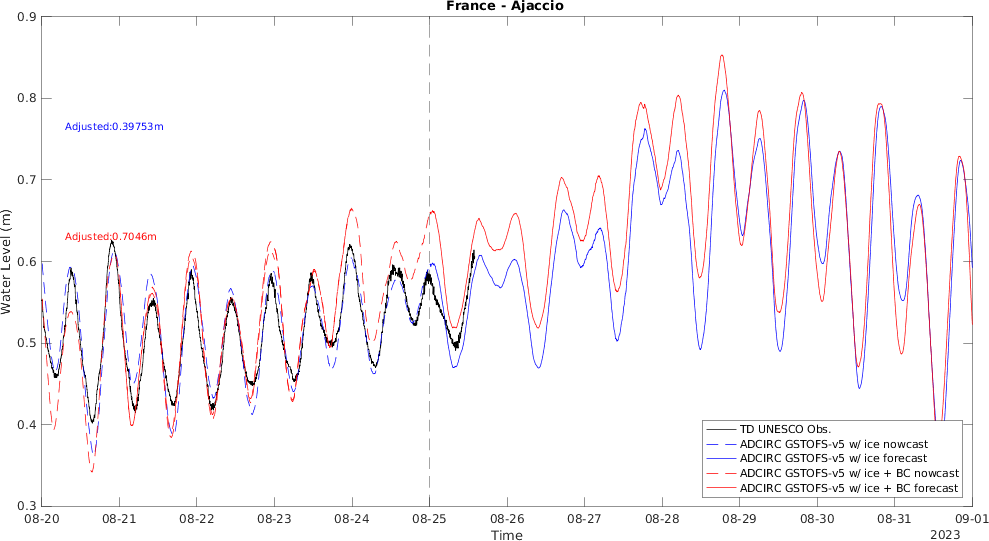 France - Ajaccio
0.9
0.8
0.7
0.6
0.5
0.4
0.3
Water Level (m)
Adjusted:0.39753m
Adjusted:0.7046m
TD UNESCO Obs.
ADCIRC GSTOFS-v5 w/ ice nowcast
ADCIRC GSTOFS-v5 w/ ice forecast
ADCIRC GSTOFS-v5 w/ ice + BC nowcast
ADCIRC GSTOFS-v5 w/ ice + BC forecast
08-20 08-21 08-22 08-23 08-24 08-25 08-26 08-27 08-28 08-29 08-30 08-31 09-01
Time
2023